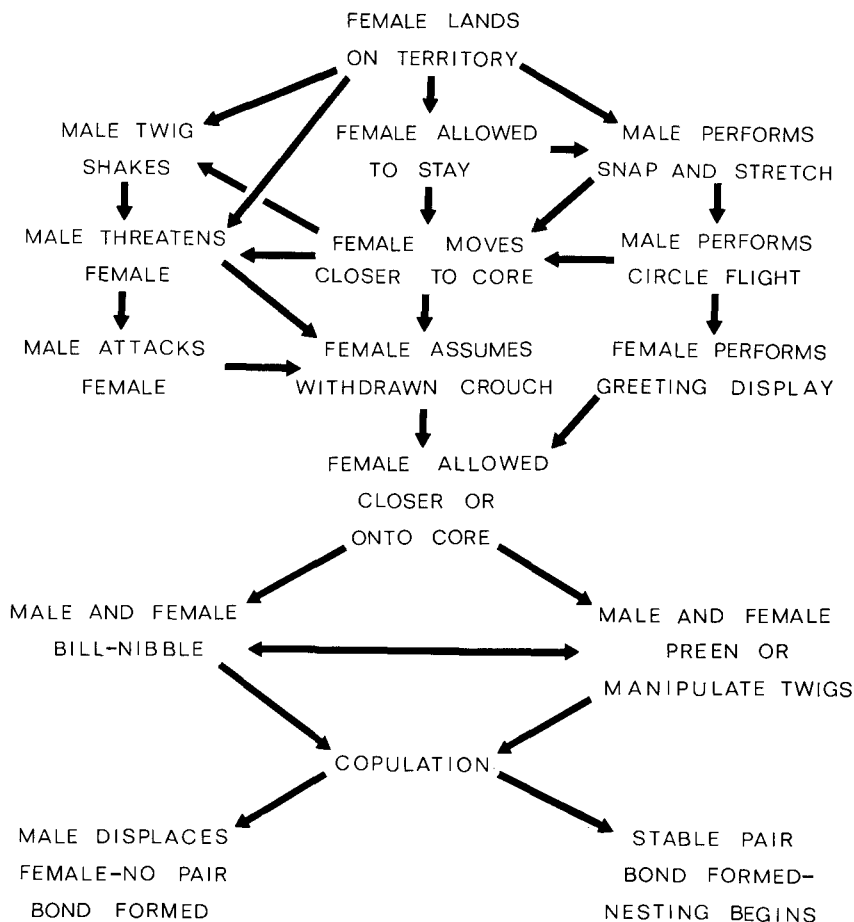 FEMALE LANDS
ON TERRITORY
MALE TWIG
SHAKES
FEMALE ALLOWED
TO STAY
MALE PERFORMS
SNAP AND STRETCH
MALE THREATENS
FEMALE
FEMALE MOVES
CLOSER TO CORE
MALE PERFORMS
CIRCLE FLIGHT
MALE ATTACKS
FEMALE
FEMALE ASSUMES
WITHDRAWN CROUCH
FEMALE PERFORMS
GREETING DISPLAY
FEMALE ALLOWED
CLOSER OR
ONTO CORE
MALE AND FEMALE
BILL-NIBBLE
MALE AND FEMALE
PREEN OR
MANIPULATE TWIGS
COPULATION
MALE DISPLACES
FEMALE-NO PAIR
BOND FORMED
STABLE PAIR
BOND FORMED-
NESTING BEGINS